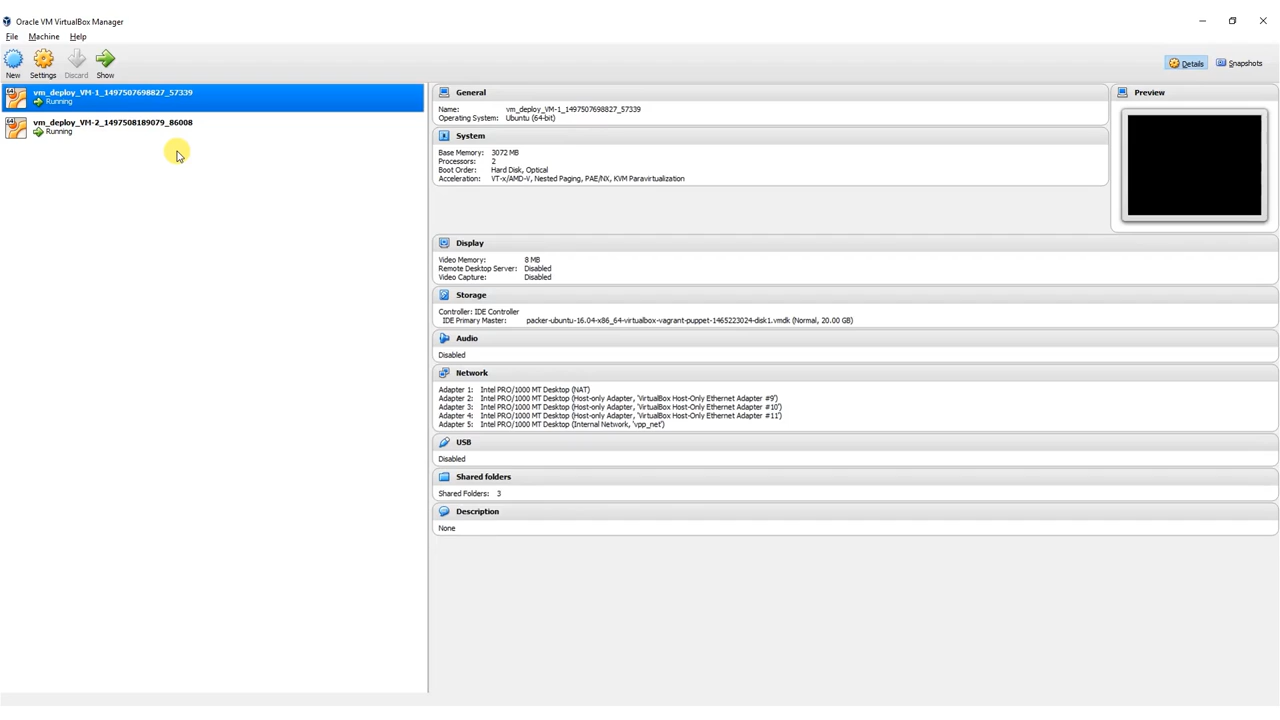 Oracle VM VirtualBox Manager
File Machine Help
New Settings Discard Show
Details Snapshots
64
vm_deploy_VM-1_1497507698827_57339
Running
64
vm_deploy_VM-2_1497508189079_86008
Running
General
Name: vm_deploy_VM-1_1497507698827_57339
Operating System: Ubuntu (64-bit)
System
Base Memory: 3072 MB
Processors: 2
Boot Order: Hard Disk, Optical
Acceleration: VT-x/AMD-V, Nested Paging, PAE/NX, KVM Paravirtualization
Preview
Display
Video Memory: 8 MB
Remote Desktop Server: Disabled
Video Capture: Disabled
Storage
Controller: IDE Controller
IDE Primary Master: packer-ubuntu-16.04-x86_64-virtualbox-vagrant-puppet-1465223024-disk1.vmdk (Normal, 20.00 GB)
Audio
Disabled
Network
Adapter 1: Intel PRO/1000 MT Desktop (NAT)
Adapter 2: Intel PRO/1000 MT Desktop (Host-only Adapter, 'VirtualBox Host-Only Ethernet Adapter #9')
Adapter 3: Intel PRO/1000 MT Desktop (Host-only Adapter, 'VirtualBox Host-Only Ethernet Adapter #10')
Adapter 4: Intel PRO/1000 MT Desktop (Host-only Adapter, 'VirtualBox Host-Only Ethernet Adapter #11')
Adapter 5: Intel PRO/1000 MT Desktop (Internal Network, 'vpp_net')
USB
Disabled
Shared folders
Shared Folders: 3
Description
None